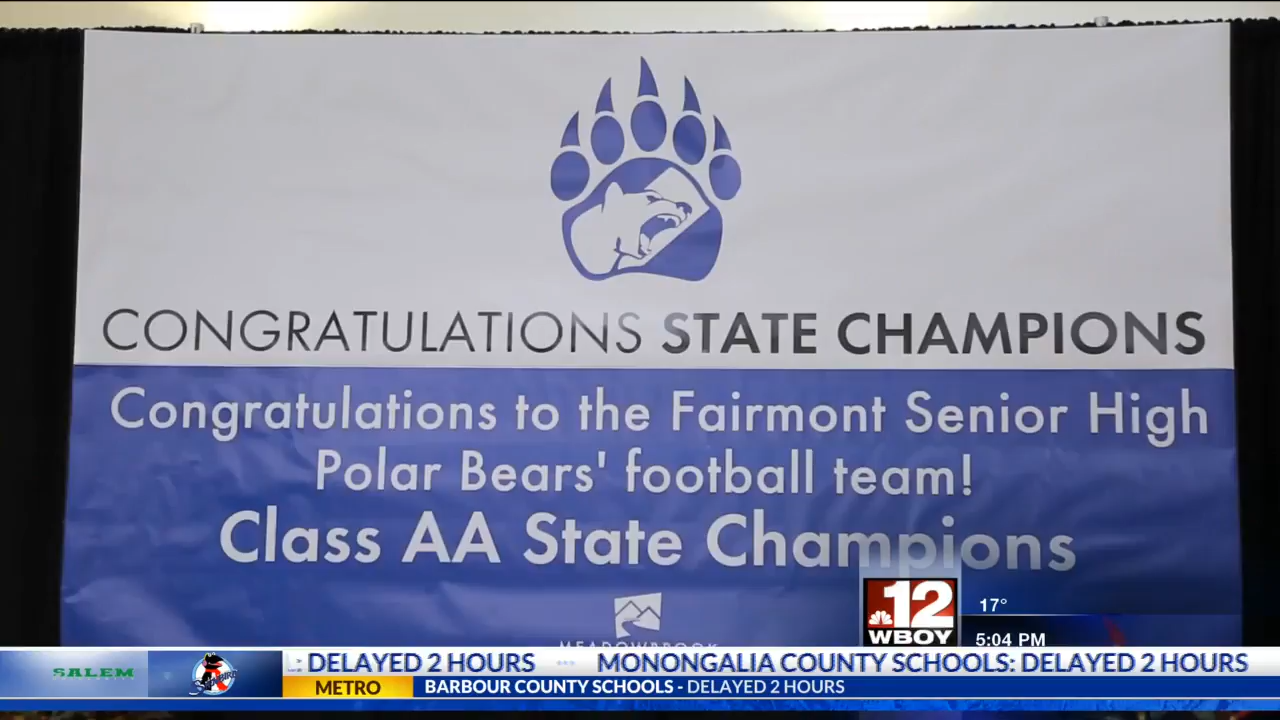 CONGRATULATIONS STATE CHAMPIONS
Congratulations to the Fairmont Senior High
Polar Bears' football team!
Class AA State Champions
MEADOWBROOK
12
WBOY
17°
5:04 PM
SALEM
: DELAYED 2 HOURS ... MONONGALIA COUNTY SCHOOLS: DELAYED 2 HOURS
METRO
BARBOUR COUNTY SCHOOLS - DELAYED 2 HOURS